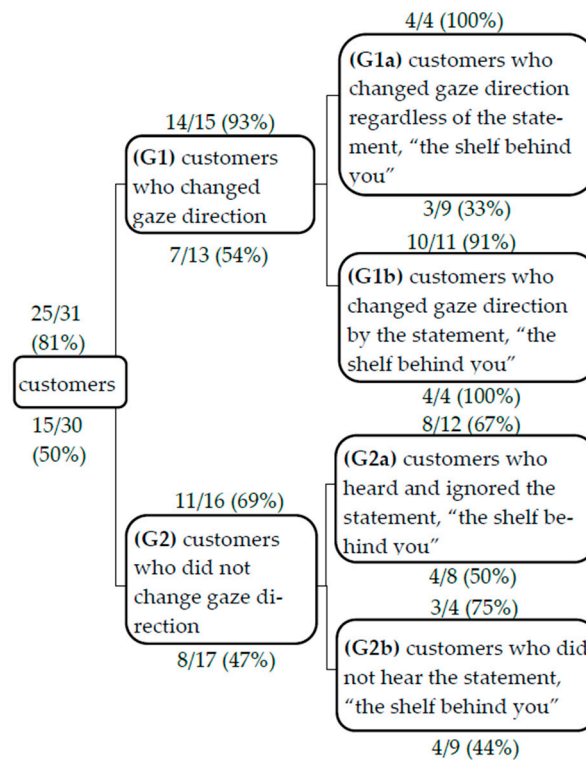 25/31
(81%)
customers
15/30
(50%)
14/15 (93%)
(G1) customers
who changed
gaze direction
7/13 (54%)
4/4 (100%)
(G1a) customers who
changed gaze direction
regardless of the state-
ment, “the shelf behind
you”
3/9 (33%)
10/11 (91%)
(G1b) customers who
changed gaze direction
by the statement, “the
shelf behind you”
4/4 (100%)
11/16 (69%)
(G2) customers
who did not
change gaze di-
rection
8/17 (47%)
8/12 (67%)
(G2a) customers who
heard and ignored the
statement, “the shelf be-
hind you”
4/8 (50%)
3/4 (75%)
(G2b) customers who did
not hear the statement,
“the shelf behind you”
4/9 (44%)